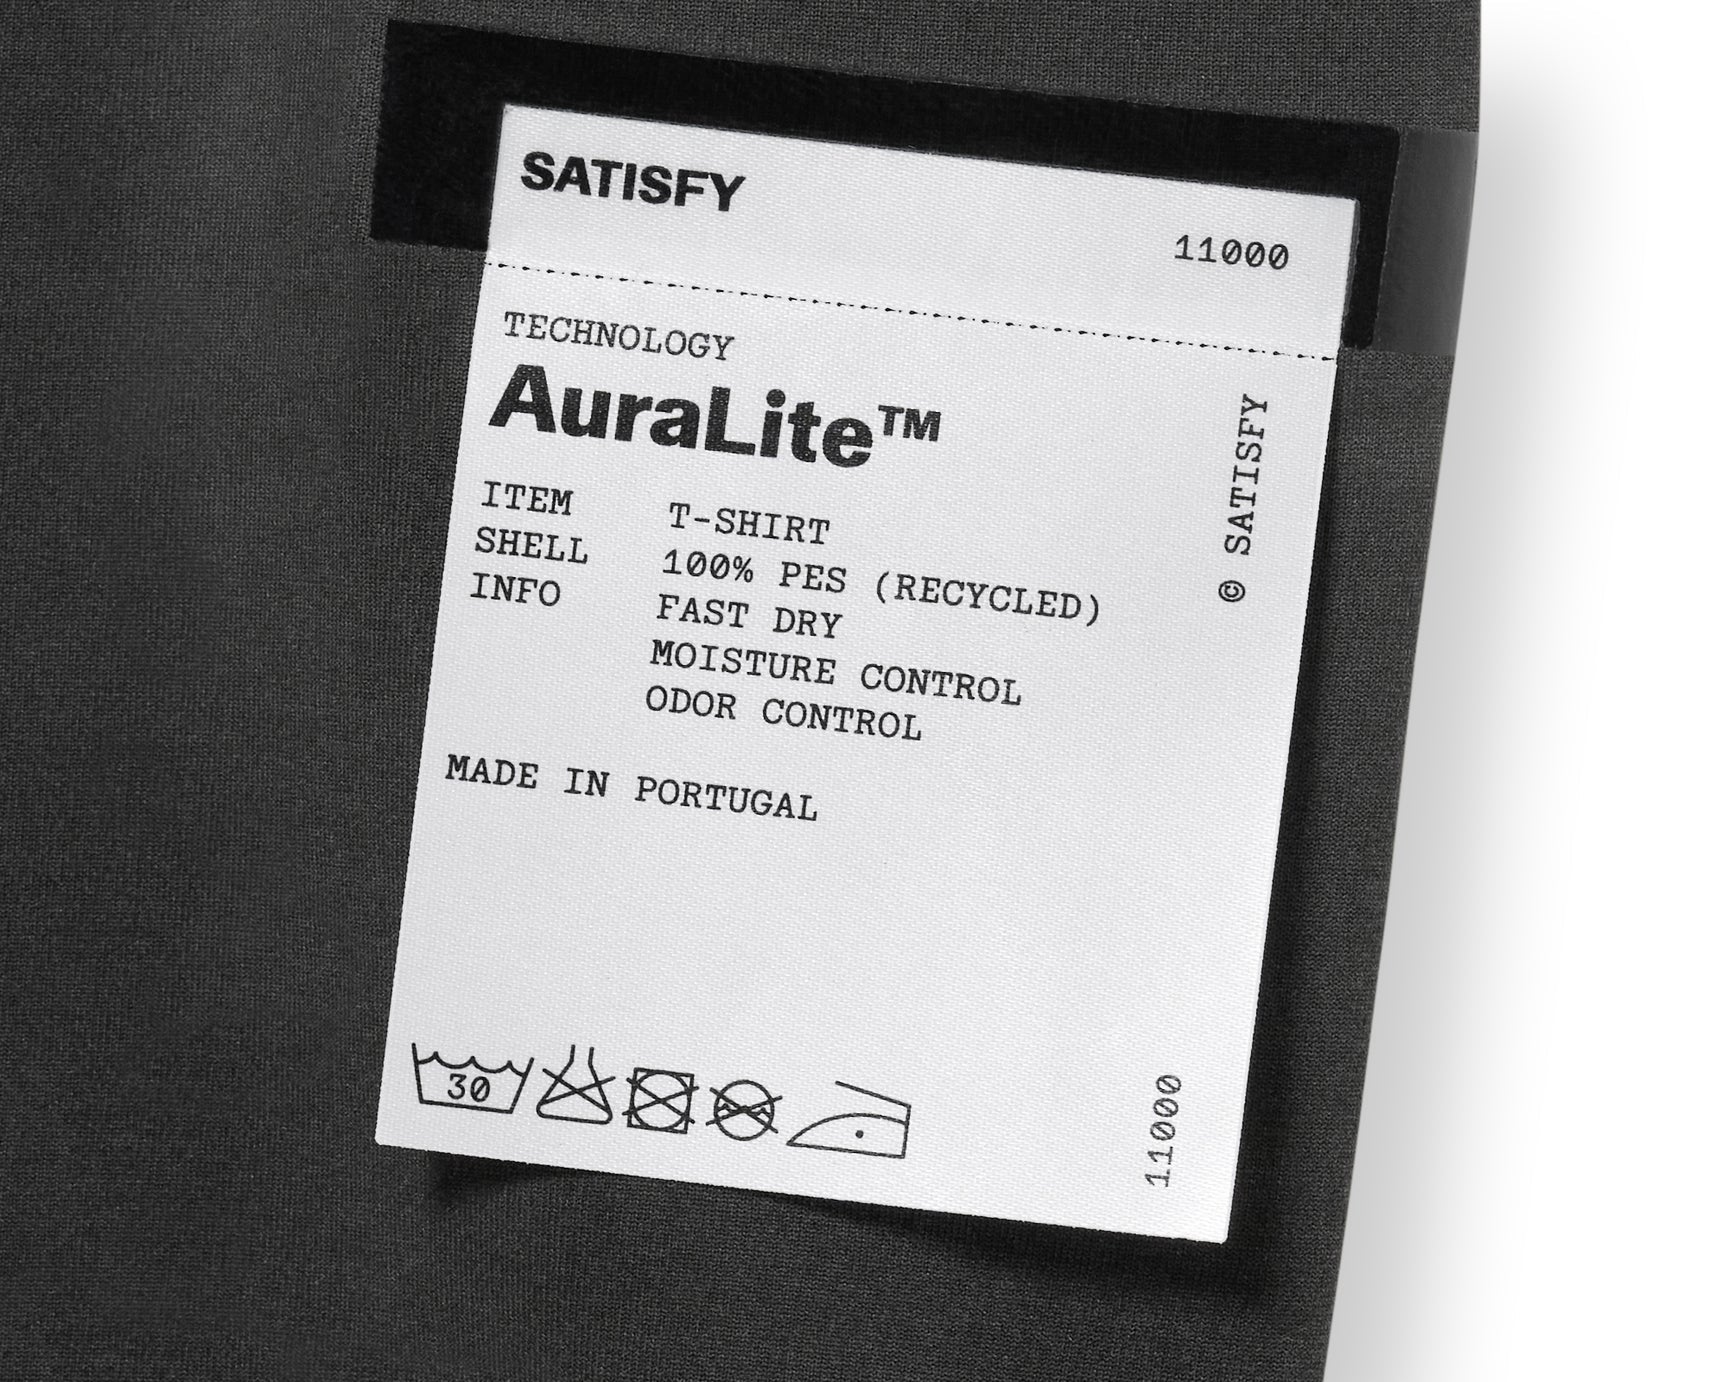 SATISFY
11000
TECHNOLOGY
AuraLite™
ITEM T-SHIRT
SHELL 100% PES (RECYCLED)
INFO FAST DRY
MOISTURE CONTROL
ODOR CONTROL
MADE IN PORTUGAL
© SATISFY
30
11000